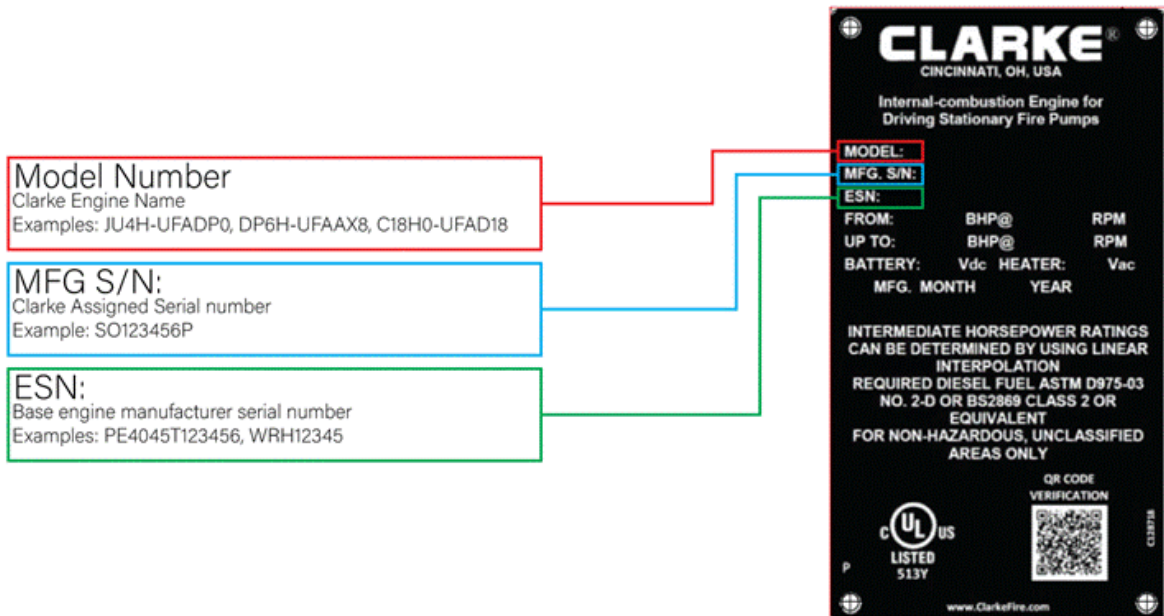 Model Number
Clarke Engine Name
Examples: JU4H-UFADP0, DP6H-UFAAX8, C18H0-UFAD18
MFG S/N:
Clarke Assigned Serial number
Example: SO123456P
ESN:
Base engine manufacturer serial number
Examples: PE4045T123456, WRH12345
CLARKE®
CINCINNATI, OH, USA
Internal-combustion Engine for
Driving Stationary Fire Pumps
MODEL:
MFG. S/N:
ESN:
FROM: BHP@ RPM
UP TO: BHP@ RPM
BATTERY: Vdc HEATER: Vac
MFG. MONTH YEAR
INTERMEDIATE HORSEPOWER RATINGS
CAN BE DETERMINED BY USING LINEAR
INTERPOLATION
REQUIRED DIESEL FUEL ASTM D975-03
NO. 2-D OR BS2869 CLASS 2 OR
EQUIVALENT
FOR NON-HAZARDOUS, UNCLASSIFIED
AREAS ONLY
QR CODE
VERIFICATION
C UL US
LISTED
513Y
P
C128718
www.ClarkeFire.com